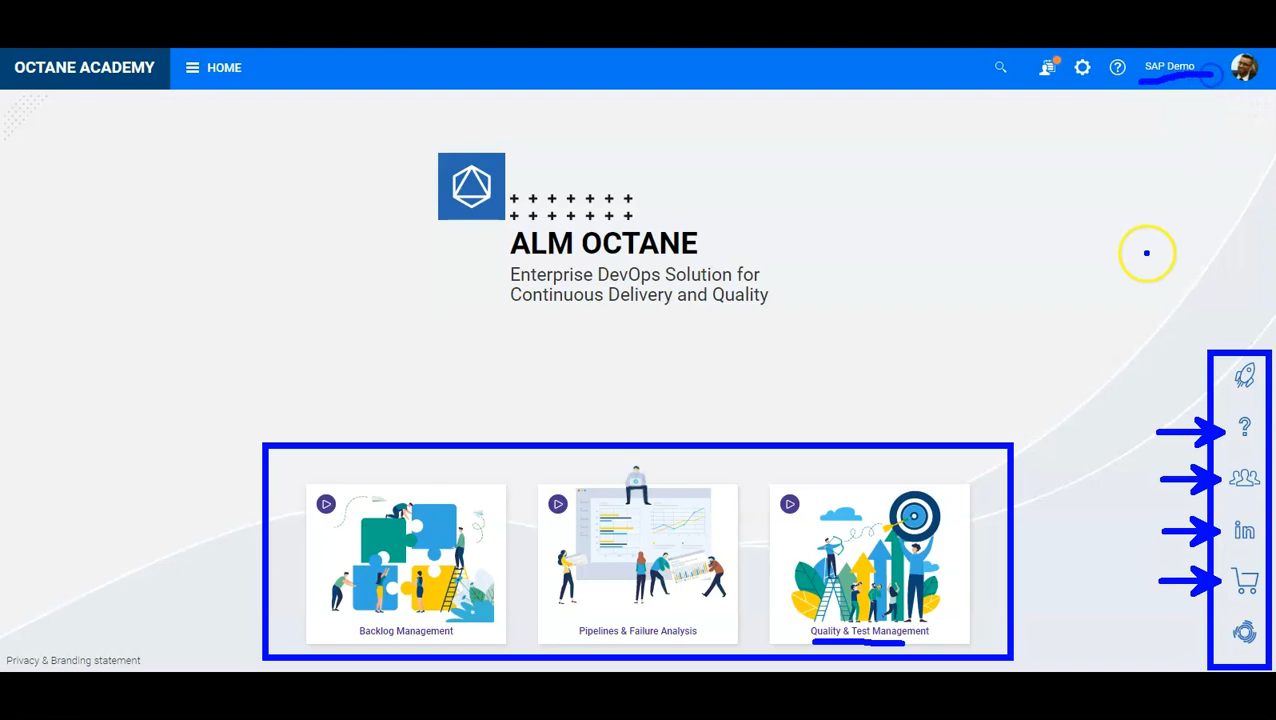 OCTANE ACADEMY
HOME
SAP Demo
ALM OCTANE
Enterprise DevOps Solution for
Continuous Delivery and Quality
Backlog Management
Pipelines & Failure Analysis
Quality & Test Management
Privacy & Branding statement